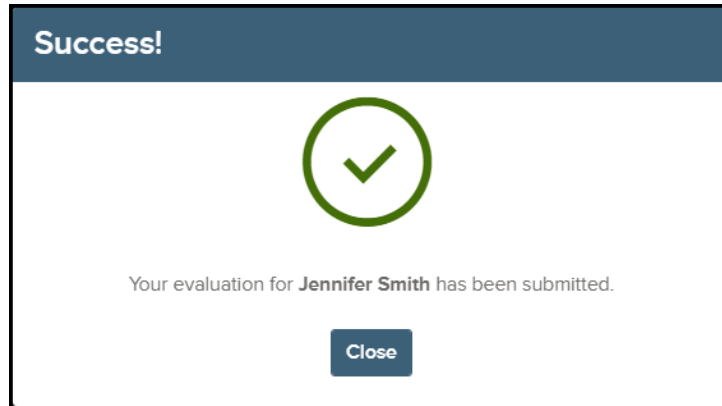 Success!
Your evaluation for Jennifer Smith has been submitted.
Close